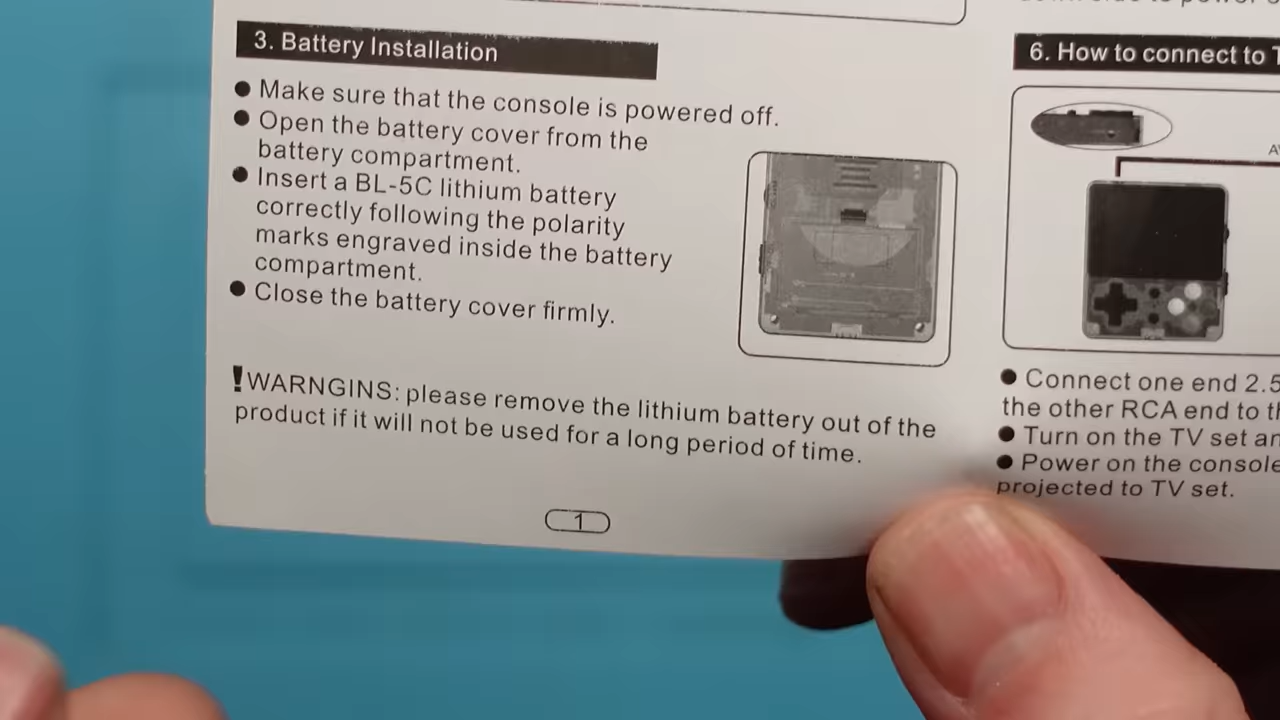 3. Battery Installation
● Make sure that the console is powered off.
● Open the battery cover from the
battery compartment.
● Insert a BL-5C lithium battery
correctly following the polarity
marks engraved inside the battery
compartment.
● Close the battery cover firmly.
!WARNGINS: please remove the lithium battery out of the
product if it will not be used for a long period of time.
1
6. How to connect to
● Connect one end 2.5
the other RCA end to
● Turn on the TV set
● Power on the console
projected to TV set.